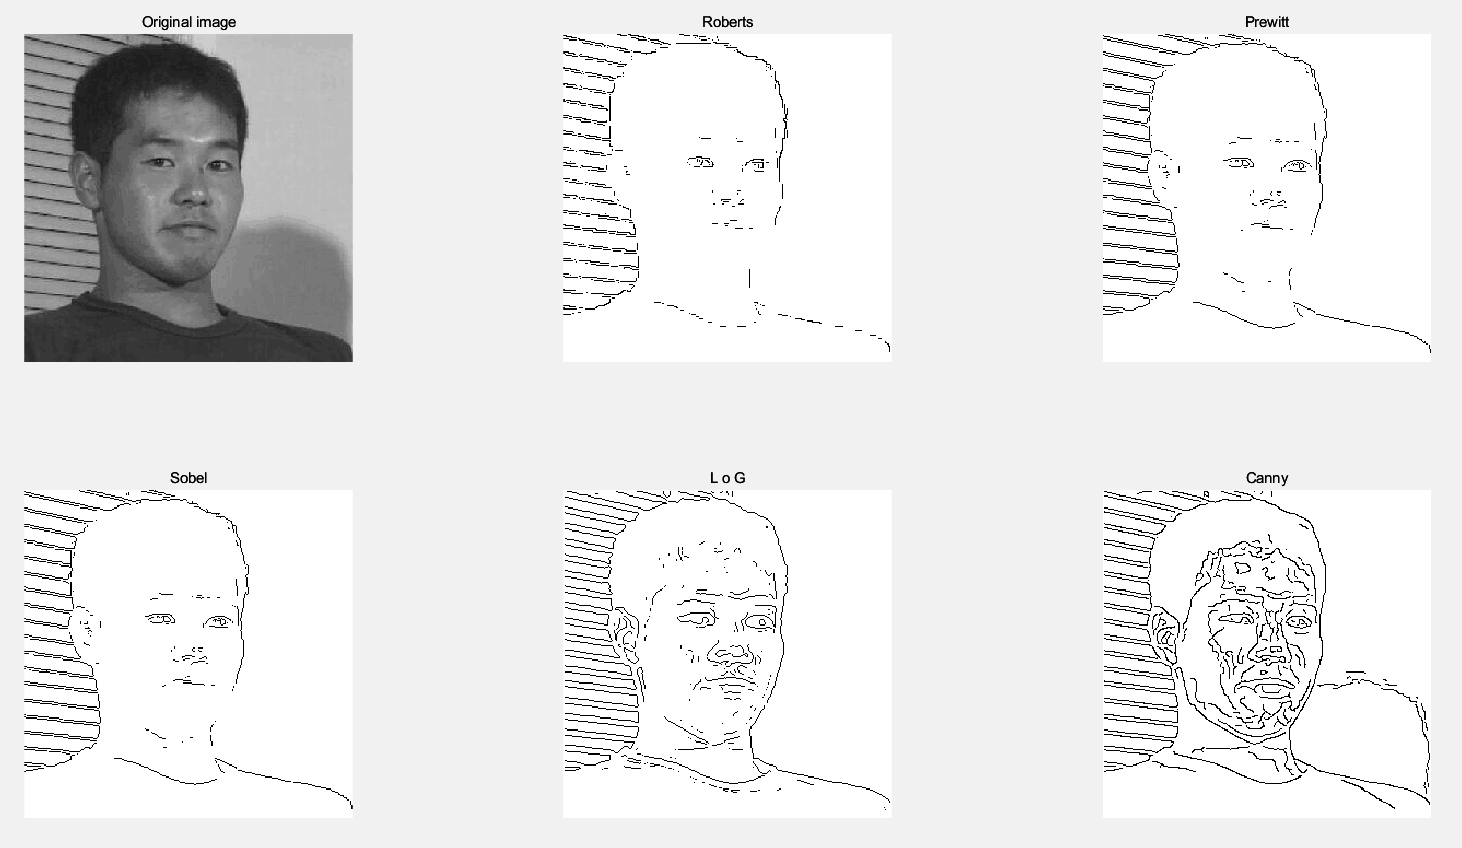 Original image
Roberts
Prewitt
Sobel
L o G
Canny